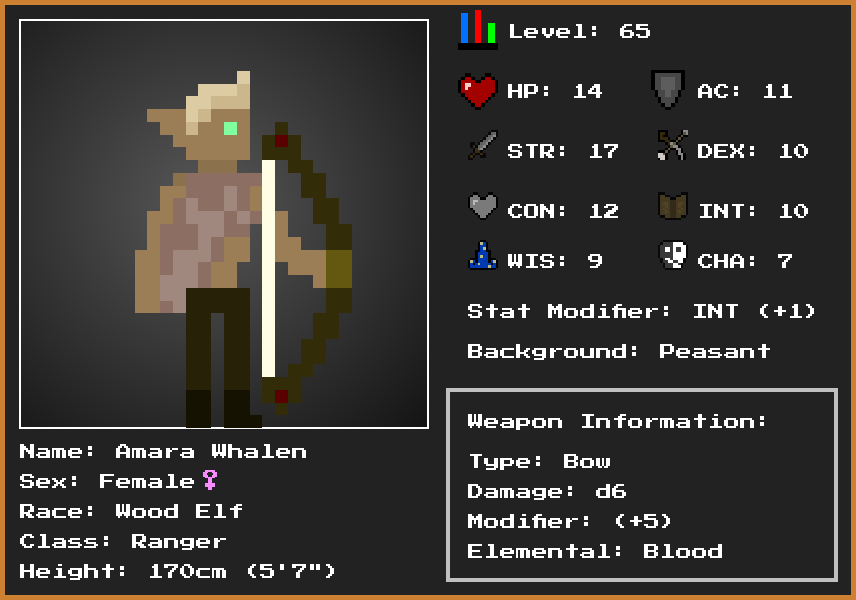 Level: 65
HP: 14 AC: 11
STR: 17 DEX: 10
CON: 12 INT: 10
WIS: 9 CHA: 7
Stat Modifier: INT (+1)
Background: Peasant
Weapon Information:
Type: Bow
Damage: d6
Modifier: (+5)
Elemental: Blood
Name: Amara Whalen
Sex: Female♀
Race: Wood Elf
Class: Ranger
Height: 170cm (5'7")